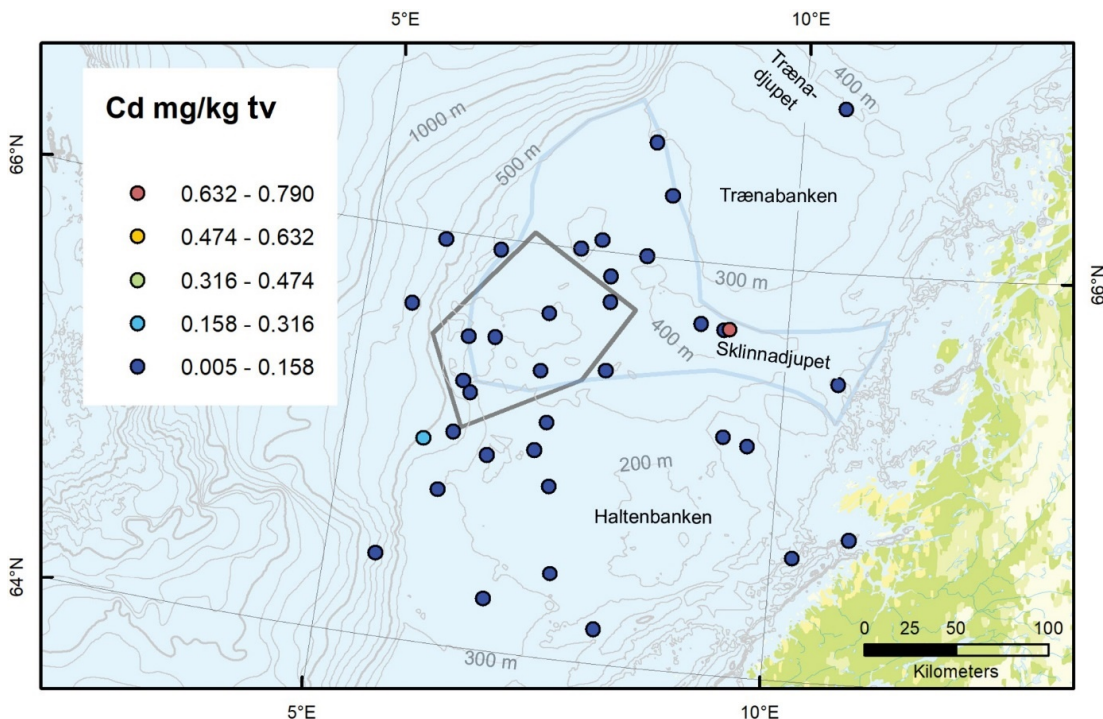 5°E
10°E
Cd mg/kg tv
0.632 - 0.790
0.474 - 0.632
0.316 - 0.474
0.158 - 0.316
0.005 - 0.158
Træna-
djupet
400 m
1000 m
500 m
66°N
Trænabanken
300 m
66°N
400 m
Sklinnadjupet
200 m
Haltenbanken
64°N
300 m
0 25 50 100
Kilometers
5°E
10°E